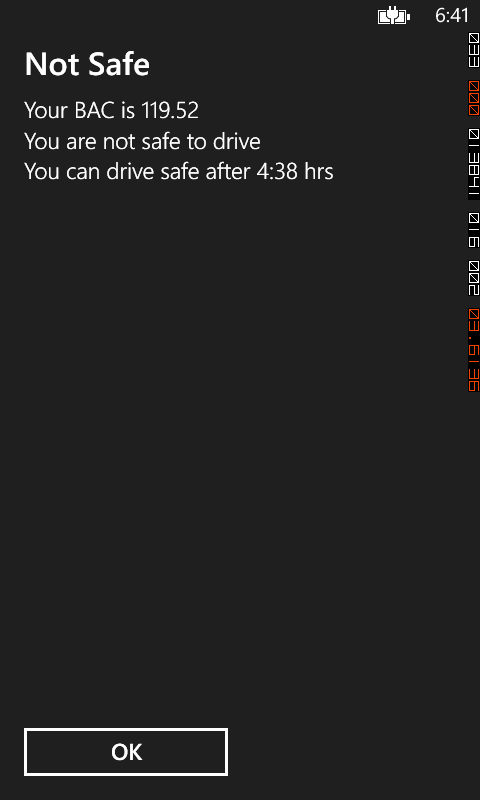 6:41
Not Safe
Your BAC is 119.52
You are not safe to drive
You can drive safe after 4:38 hrs
OK